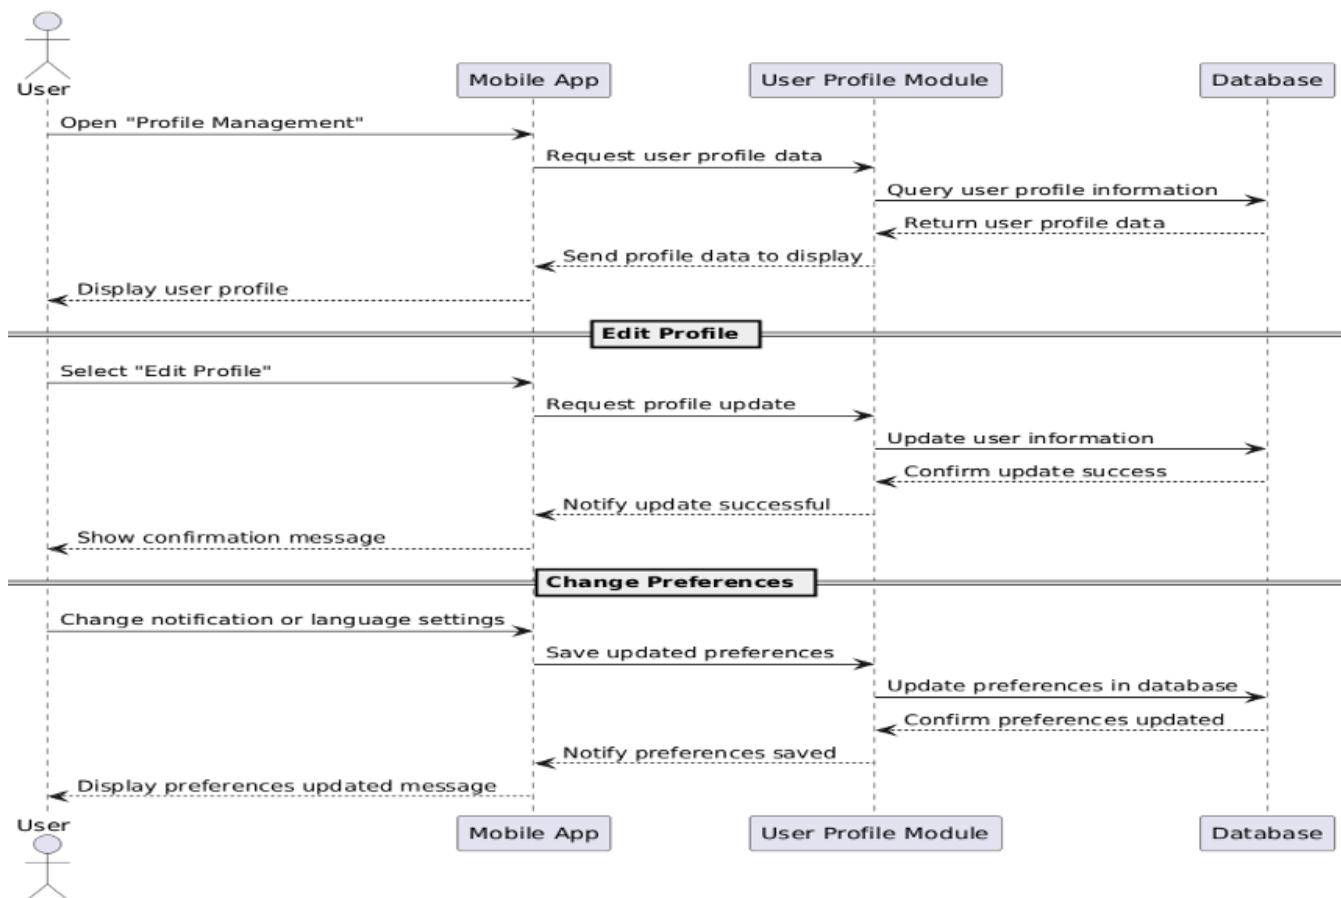 User
Mobile App
User Profile Module
Database
Open "Profile Management"
Request user profile data
Query user profile information
Return user profile data
Send profile data to display
Display user profile
Edit Profile
Select "Edit Profile"
Request profile update
Update user information
Confirm update success
Notify update successful
Show confirmation message
Change Preferences
Change notification or language settings
Save updated preferences
Update preferences in database
Confirm preferences updated
Notify preferences saved
Display preferences updated message
User
Mobile App
User Profile Module
Database